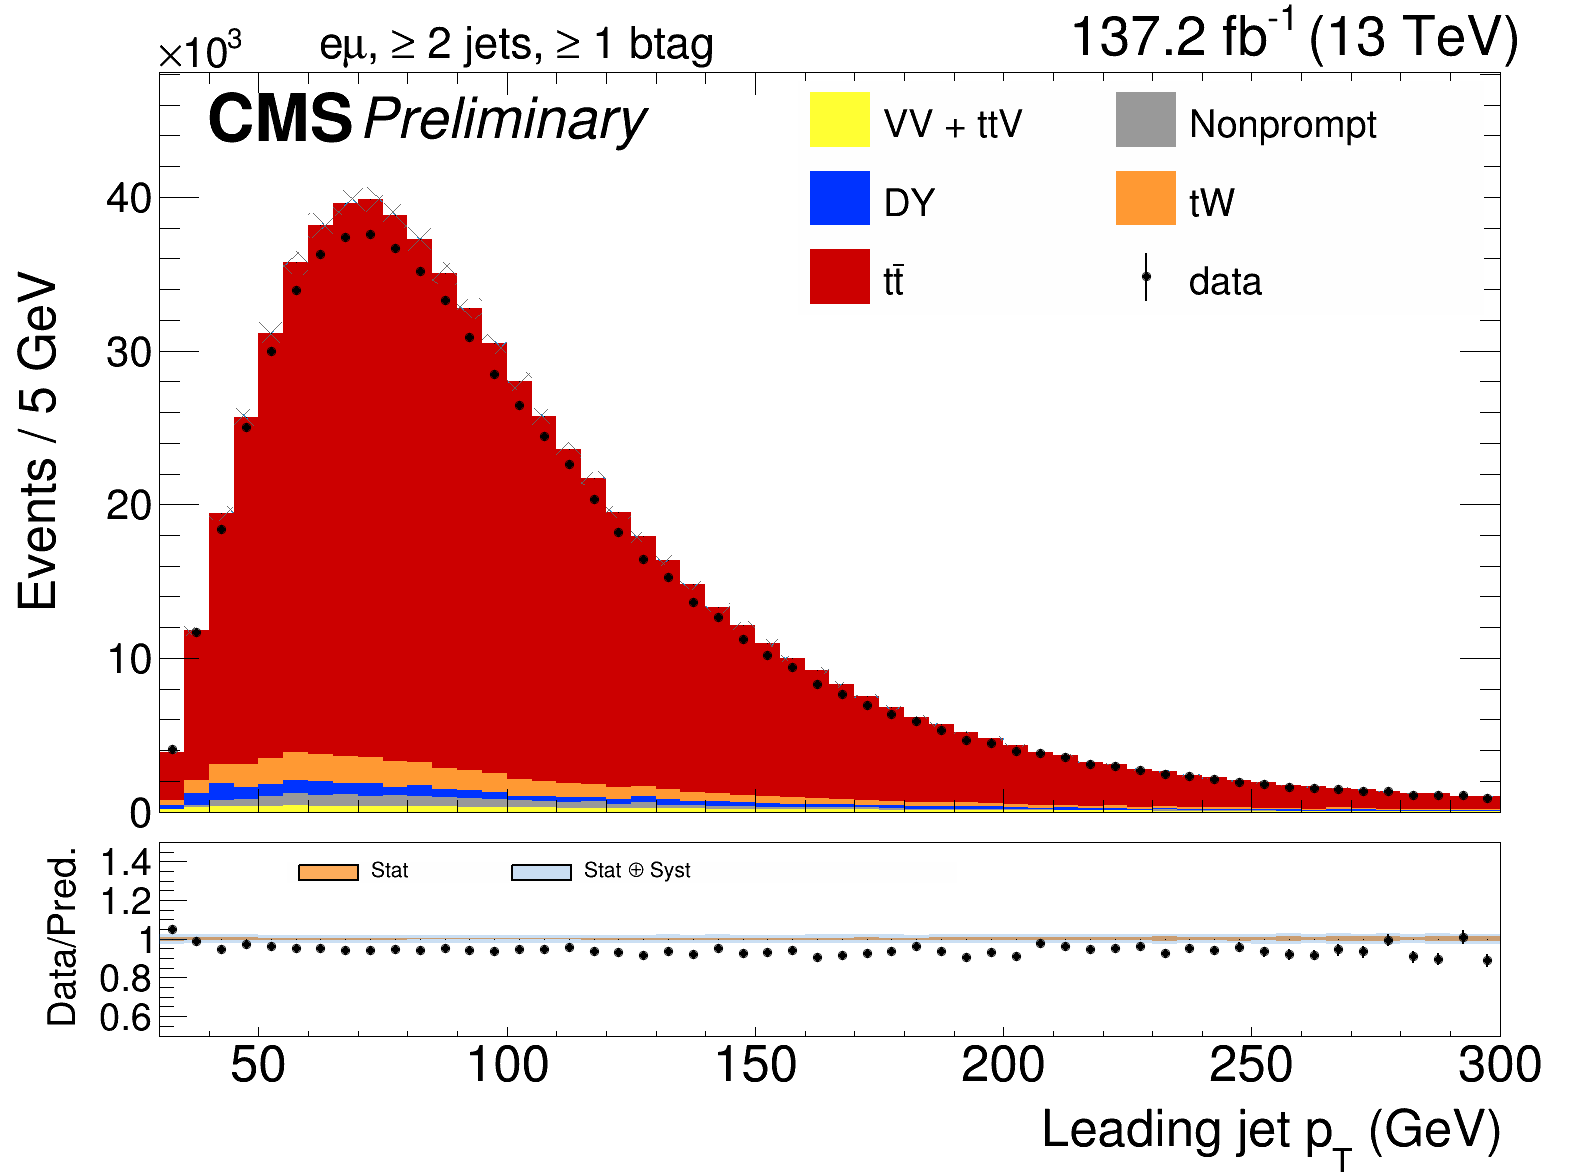 ×10³ eμ, ≥ 2 jets, ≥ 1 btag 137.2 fb⁻¹ (13 TeV)
CMS Preliminary
VV + ttV Nonprompt
DY tW
tt̄ data
Events / 5 GeV
40
30
20
10
0
Stat Stat ⊕ Syst
Data/Pred.
1.4
1.2
1
0.8
0.6
50 100 150 200 250 300
Leading jet p_T (GeV)